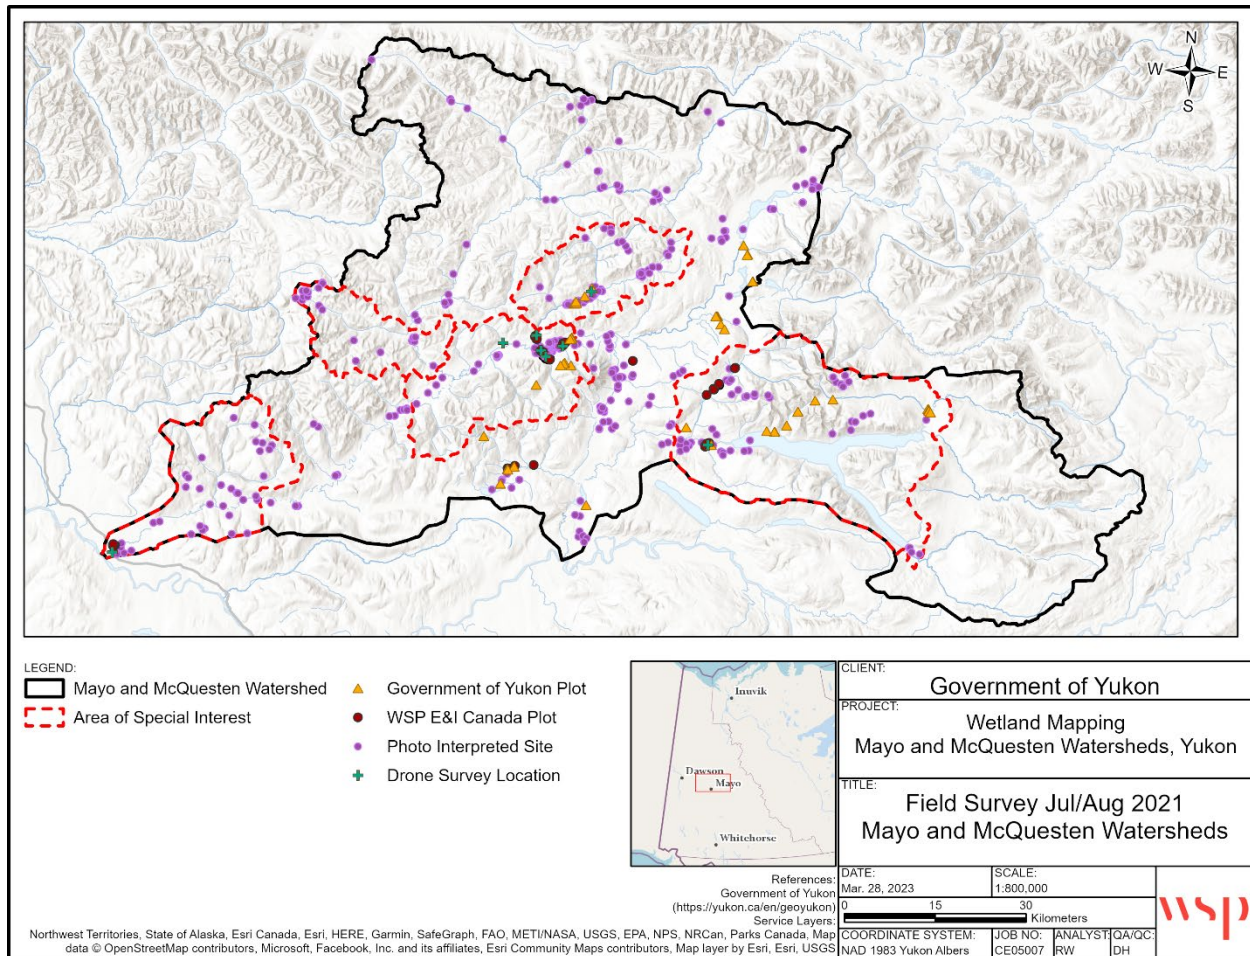 N
W
E
S
LEGEND:
Mayo and McQuesten Watershed
Area of Special Interest
Government of Yukon Plot
WSP E&I Canada Plot
Photo Interpreted Site
Drone Survey Location
Inuvik
Dawson
Mayo
Whitehorse
References:
Government of Yukon
(https://yukon.ca/en/geoyukon)
Service Layers:
Northwest Territories, State of Alaska, Esri Canada, Esri, HERE, Garmin, SafeGraph, FAO, METI/NASA, USGS, EPA, NPS, NRCan, Parks Canada, Map
data © OpenStreetMap contributors, Microsoft, Facebook, Inc. and its affiliates, Esri Community Maps contributors, Map layer by Esri, Esri, USGS
CLIENT:
Government of Yukon
PROJECT:
Wetland Mapping
Mayo and McQuesten Watersheds, Yukon
TITLE:
Field Survey Jul/Aug 2021
Mayo and McQuesten Watersheds
DATE:
Mar. 28, 2023
SCALE:
1:800,000
0 15 30
Kilometers
COORDINATE SYSTEM:
NAD 1983 Yukon Albers
JOB NO:
CE05007
ANALYST:
RW
QA/QC:
DH
wsp